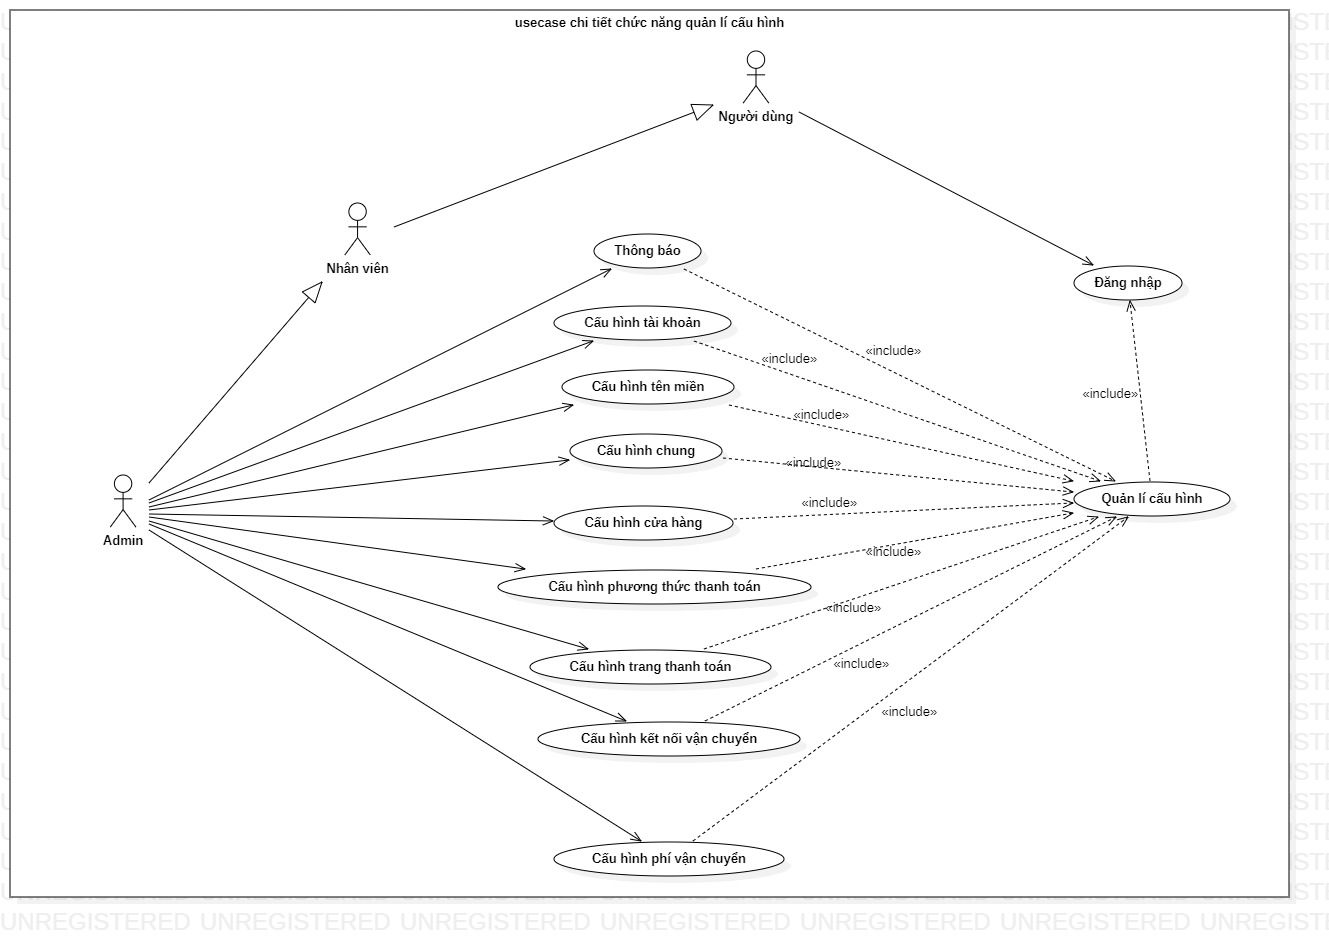 usecase chi tiết chức năng quản lí cấu hình
Người dùng
Nhân viên
Thông báo
Đăng nhập
Cấu hình tài khoản
«include»
«include»
Cấu hình tên miền
«include»
«include»
Cấu hình chung
«include»
Quản lí cấu hình
«include»
Cấu hình cửa hàng
Admin
«include»
Cấu hình phương thức thanh toán
«include»
Cấu hình trang thanh toán
«include»
«include»
Cấu hình kết nối vận chuyển
Cấu hình phí vận chuyển
UNREGISTERED UNREGISTERED UNREGISTERED UNREGISTERED UNREGISTERED UNREGISTERED